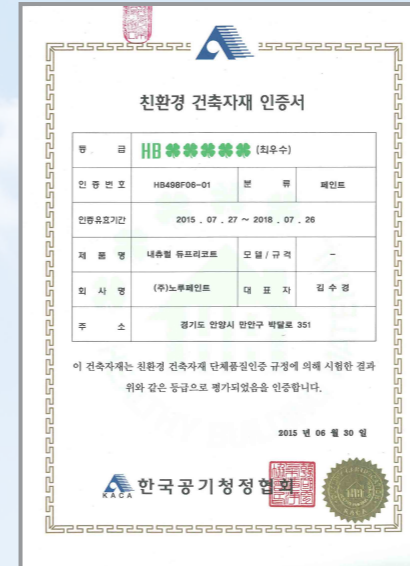 친환경 건축자재 인증서
등 급 HB ☘☘☘☘☘ (최우수)
인 증 번 호 HB498F06-01 분 류 페인트
인증유효기간 2015 . 07 . 27 ~ 2018 . 07 . 26
제 품 명 내츄럴 듀프리코트 모 델 / 규 격 -
회 사 명 (주)노루페인트 대 표 자 김 수 경
주 소 경기도 안양시 만안구 박달로 351
이 건축자재는 친환경 건축자재 단체품질인증 규정에 의해 시험한 결과
위와 같은 등급으로 평가되었음을 인증합니다.
2015 년 06 월 30 일
KACA 한국공기청정협회